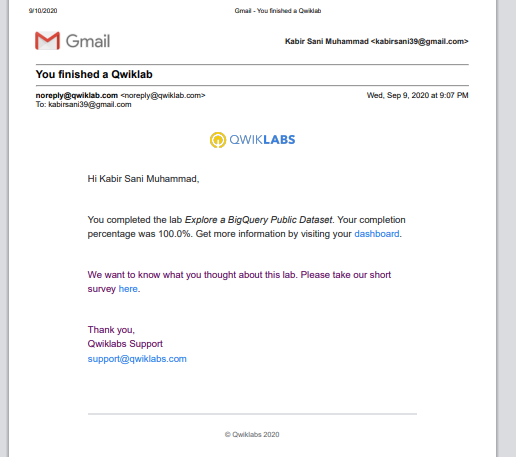 9/10/2020 Gmail - You finished a Qwiklab
Gmail Kabir Sani Muhammad <kabirsani39@gmail.com>
You finished a Qwiklab
noreply@qwiklab.com <noreply@qwiklab.com> Wed, Sep 9, 2020 at 9:07 PM
To: kabirsani39@gmail.com
QWIKLABS
Hi Kabir Sani Muhammad,
You completed the lab Explore a BigQuery Public Dataset. Your completion
percentage was 100.0%. Get more information by visiting your dashboard.
We want to know what you thought about this lab. Please take our short
survey here.
Thank you,
Qwiklabs Support
support@qwiklabs.com
© Qwiklabs 2020